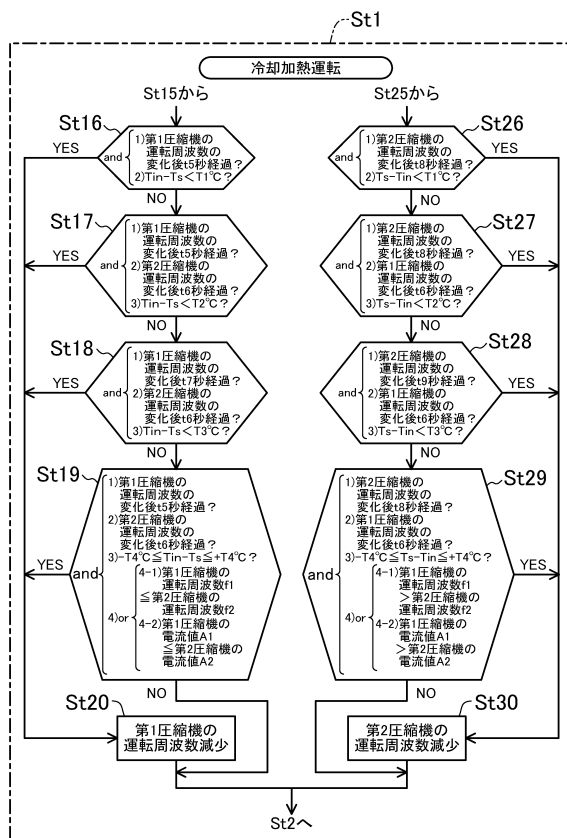 St1
冷却加熱運転
St15から
St25から
St16
YES
and
1)第1圧縮機の
運転周波数の
変化後t5秒経過?
2)Tin-Ts<T1℃?
NO
St26
YES
and
1)第2圧縮機の
運転周波数の
変化後t8秒経過?
2)Ts-Tin<T1℃?
NO
St17
YES
and
1)第1圧縮機の
運転周波数の
変化後t5秒経過?
2)第2圧縮機の
運転周波数の
変化後t6秒経過?
3)Tin-Ts<T2℃?
NO
St27
YES
and
1)第2圧縮機の
運転周波数の
変化後t8秒経過?
2)第1圧縮機の
運転周波数の
変化後t6秒経過?
3)Ts-Tin<T2℃?
NO
St18
YES
and
1)第1圧縮機の
運転周波数の
変化後t7秒経過?
2)第2圧縮機の
運転周波数の
変化後t6秒経過?
3)Tin-Ts<T3℃?
NO
St28
YES
and
1)第2圧縮機の
運転周波数の
変化後t9秒経過?
2)第1圧縮機の
運転周波数の
変化後t6秒経過?
3)Ts-Tin<T3℃?
NO
St19
YES
and
1)第1圧縮機の
運転周波数の
変化後t5秒経過?
2)第2圧縮機の
運転周波数の
変化後t6秒経過?
3)-T4℃≦Tin-Ts≦+T4℃?
4)or
4-1)第1圧縮機の
運転周波数f1
≦第2圧縮機の
運転周波数f2
4-2)第1圧縮機の
電流値A1
≦第2圧縮機の
電流値A2
NO
St29
YES
and
1)第2圧縮機の
運転周波数の
変化後t8秒経過?
2)第1圧縮機の
運転周波数の
変化後t6秒経過?
3)-T4℃≦Ts-Tin≦+T4℃?
4)or
4-1)第1圧縮機の
運転周波数f1
>第2圧縮機の
運転周波数f2
4-2)第1圧縮機の
電流値A1
>第2圧縮機の
電流値A2
NO
St20
第1圧縮機の
運転周波数減少
St30
第2圧縮機の
運転周波数減少
St2へ